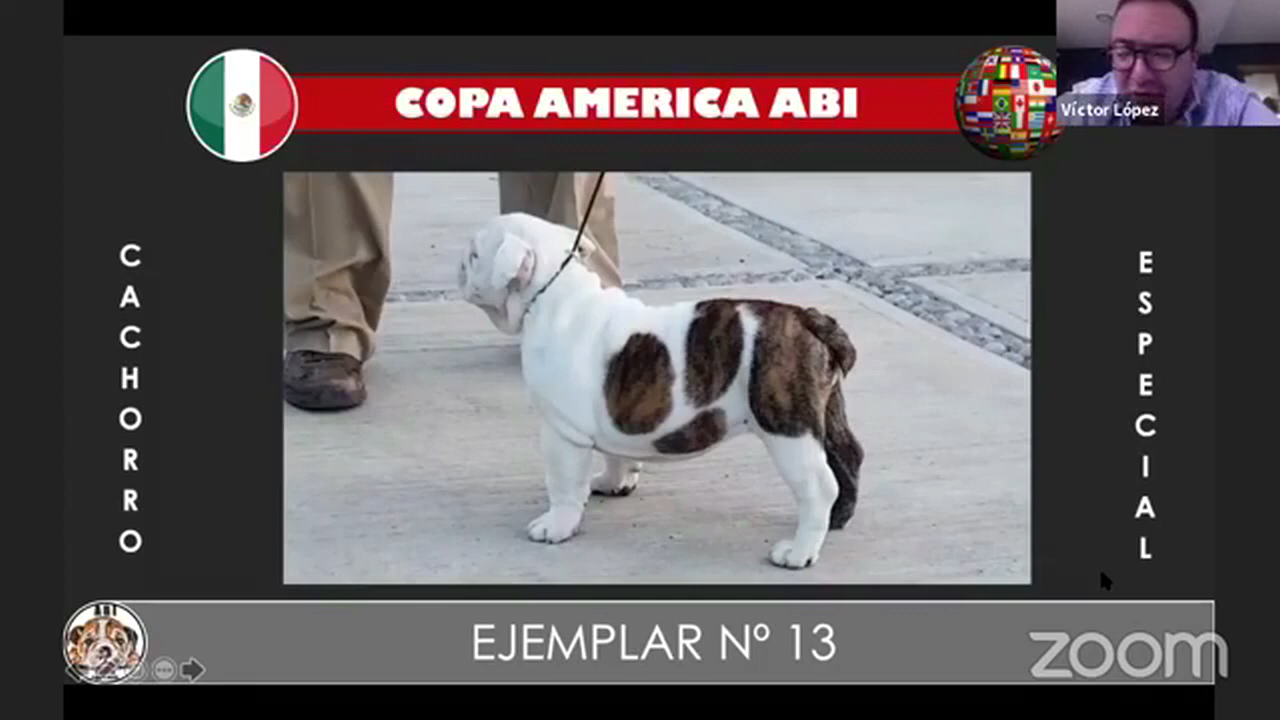 COPA AMERICA ABI
Víctor López
CACHORRO
ESPECIAL
EJEMPLAR Nº 13
zoom